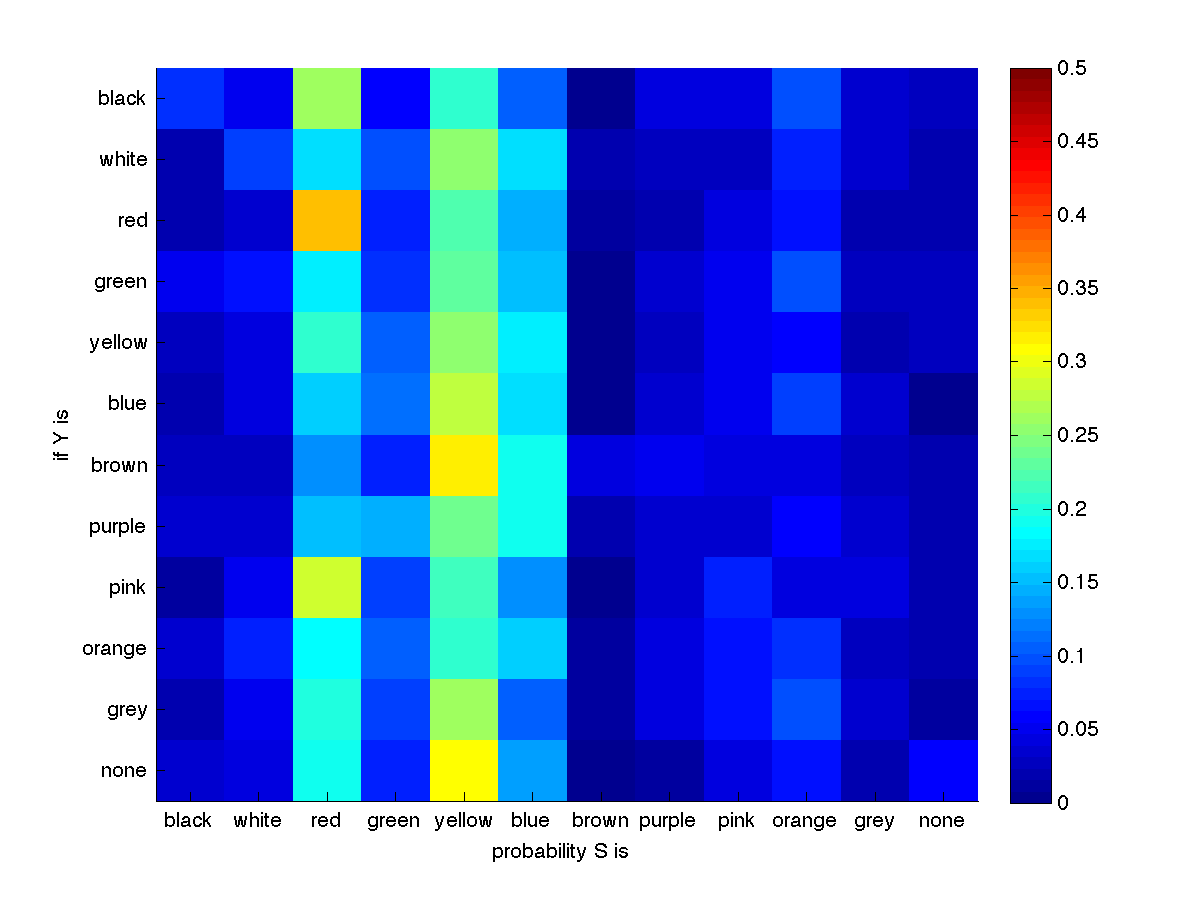 if Y is
black
white
red
green
yellow
blue
brown
purple
pink
orange
grey
none
black white red green yellow blue brown purple pink orange grey none
probability S is
0.5
0.45
0.4
0.35
0.3
0.25
0.2
0.15
0.1
0.05
0